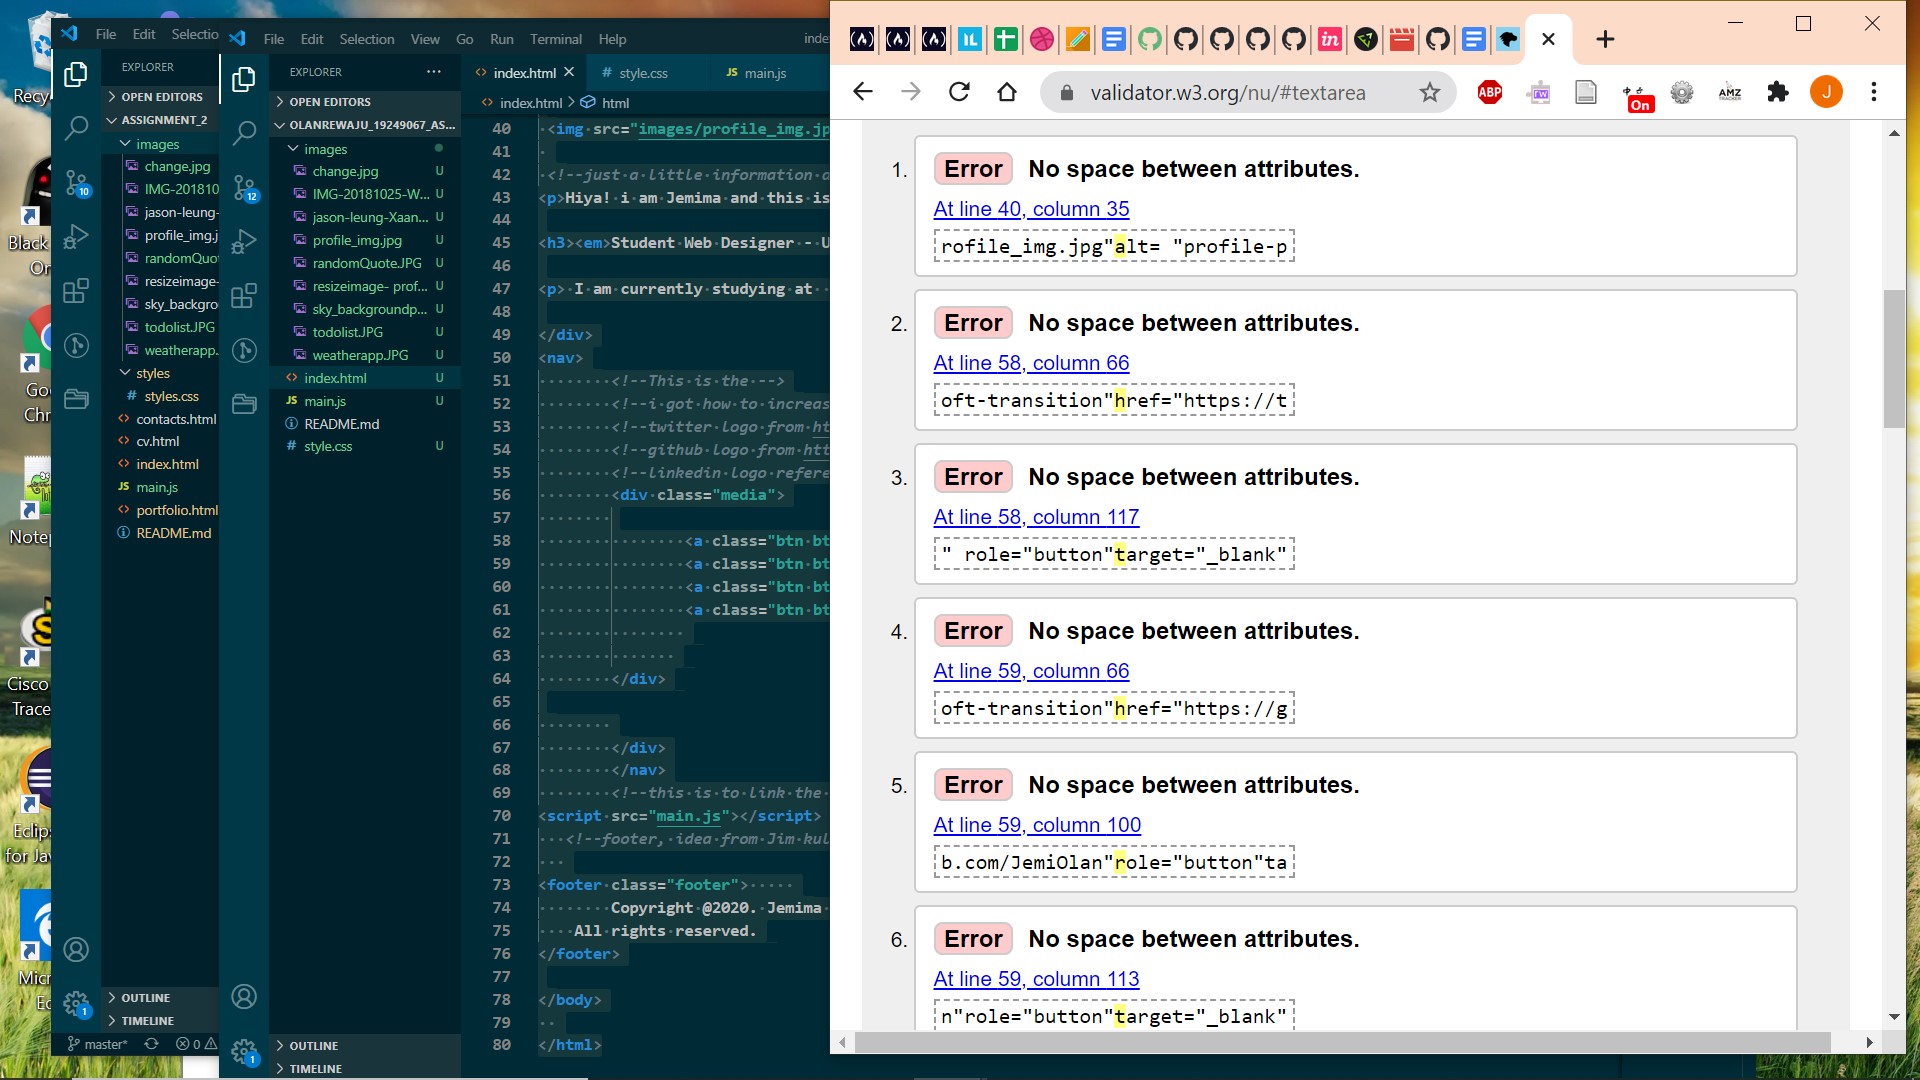 Recy
Black
Or
Go
Chr
Notep
Cisco
Trace
Eclip
for Jav
Micr
Ec
File Edit Selectio
EXPLORER
OPEN EDITORS
ASSIGNMENT_2
images
change.jpg
IMG-201810
jason-leung-
profile_img.j
randomQuot
resizeimage-
sky_backgro
todolist.JPG
weatherapp.
styles
# styles.css
<> contacts.html
<> cv.html
<> index.html
JS main.js
<> portfolio.html
README.md
10
1
OUTLINE
TIMELINE
master* 0
File Edit Selection View Go Run Terminal Help inde
EXPLORER ...
OPEN EDITORS
OLANREWAJU_19249067_AS...
images
change.jpg U
IMG-20181025-W... U
jason-leung-Xaan... U
profile_img.jpg U
randomQuote.JPG U
resizeimage- prof... U
sky_backgroundp... U
todolist.JPG U
weatherapp.JPG U
<> index.html U
JS main.js U
README.md
# style.css U
12
1
OUTLINE
TIMELINE
<> index.html # style.css JS main.js
<> index.html > html
40 <img src="images/profile_img.jp
41
42 <!--just a little information a
43 <p>Hiya! i am Jemima and this is
44
45 <h3><em>Student Web Designer - U
46
47 <p> I am currently studying at
48
49 </div>
50 <nav>
51 <!--This is the -->
52 <!--i got how to increas
53 <!--twitter logo from ht
54 <!--github logo from htt
55 <!--linkedin logo refere
56 <div class="media">
57
58 <a class="btn bt
59 <a class="btn bt
60 <a class="btn bt
61 <a class="btn bt
62
63
64 </div>
65
66
67 </div>
68 </nav>
69 <!--this is to link the
70 <script src="main.js"></script>
71 <!--footer, idea from Jim kul
72
73 <footer class="footer">
74 Copyright @2020. Jemima
75 All rights reserved.
76 </footer>
77
78 </body>
79
80 </html>
IL
in
validator.w3.org/nu/#textarea
ABP
rw
On
AMZ
TRACKER
J
1. Error No space between attributes.
At line 40, column 35
rofile_img.jpg"alt= "profile-p
2. Error No space between attributes.
At line 58, column 66
oft-transition"href="https://t
3. Error No space between attributes.
At line 58, column 117
" role="button"target="_blank"
4. Error No space between attributes.
At line 59, column 66
oft-transition"href="https://g
5. Error No space between attributes.
At line 59, column 100
b.com/JemiOlan"role="button"ta
6. Error No space between attributes.
At line 59, column 113
n"role="button"target="_blank"